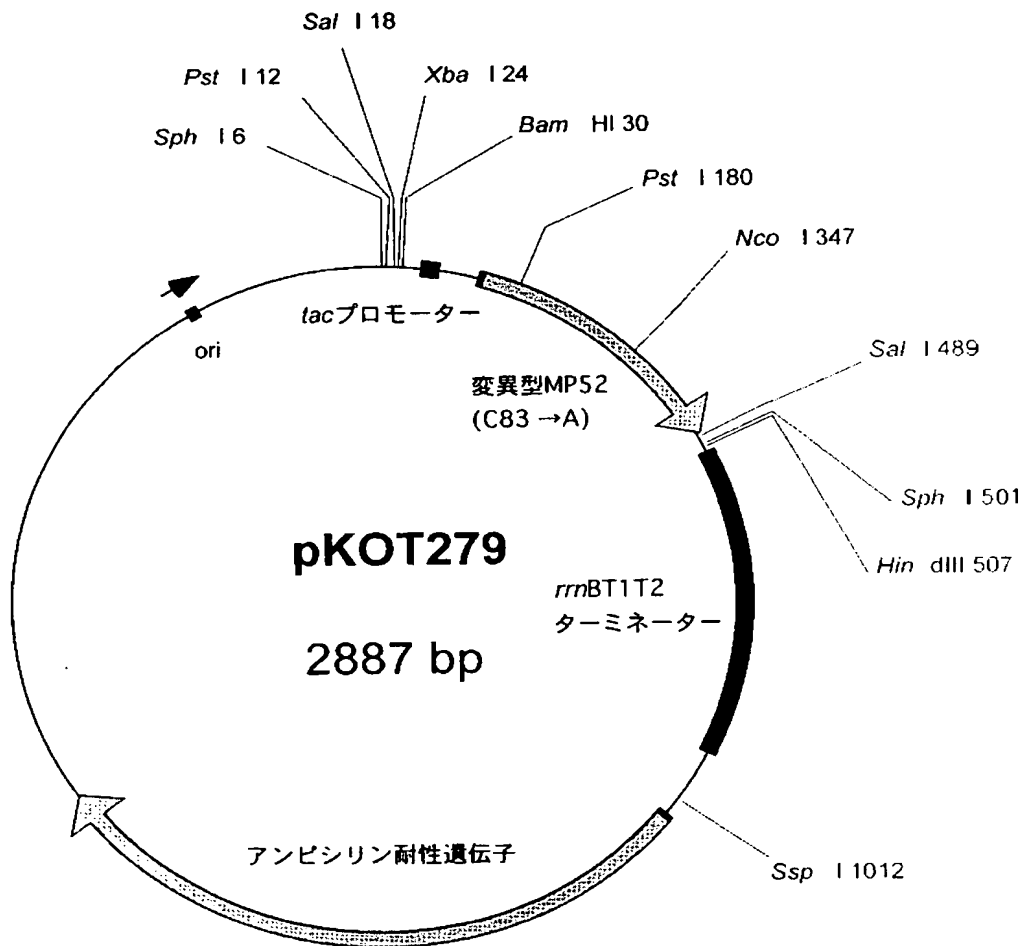 Sal I 18
Pst I 12
Xba I 24
Sph I 6
Bam HI 30
Pst I 180
Nco I 347
tacプロモーター
ori
Sal I 489
変異型MP52
(C83 →A)
Sph I 501
pKOT279
Hin dIII 507
rrnBT1T2
ターミネーター
2887 bp
アンピシリン耐性遺伝子
Ssp I 1012